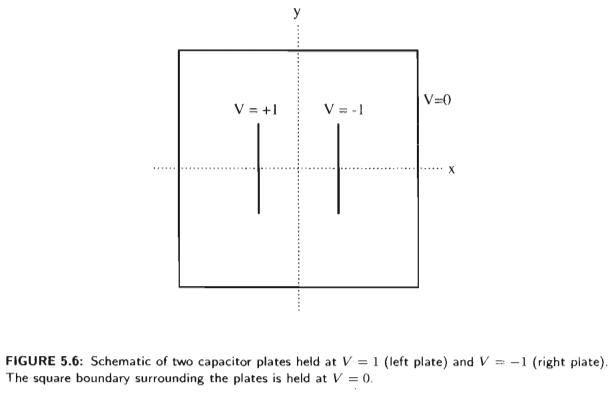 y
V = +1
V = -1
V=0
x
FIGURE 5.6: Schematic of two capacitor plates held at V = 1 (left plate) and V = −1 (right plate).
The square boundary surrounding the plates is held at V = 0.